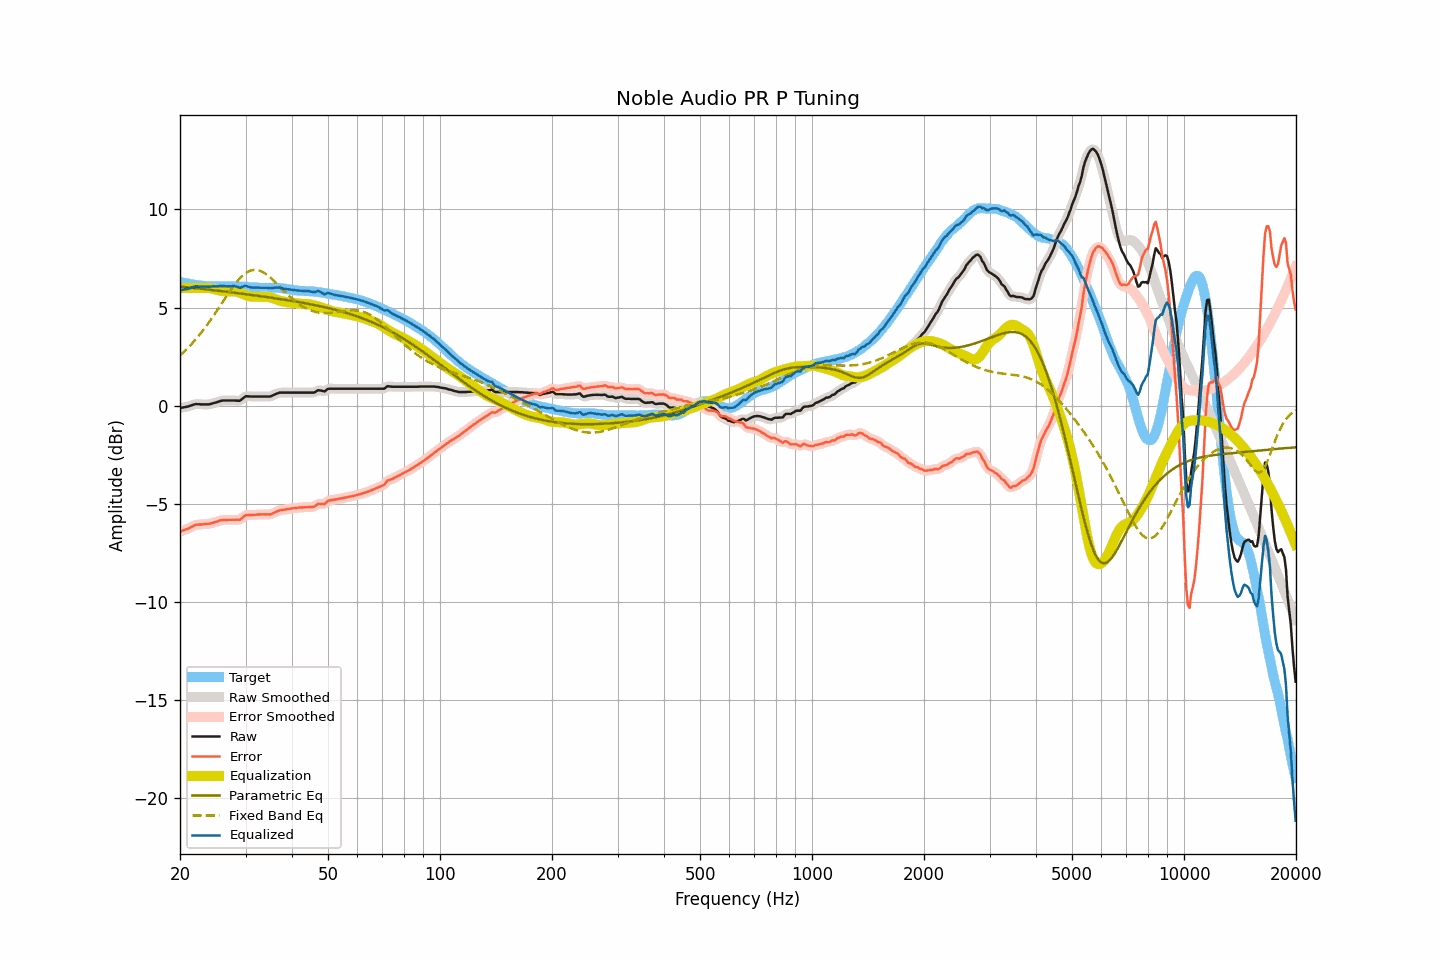 Noble Audio PR P Tuning
Amplitude (dBr)
10
5
0
−5
−10
−15
−20
Target
Raw Smoothed
Error Smoothed
Raw
Error
Equalization
Parametric Eq
Fixed Band Eq
Equalized
20 50 100 200 500 1000 2000 5000 10000 20000
Frequency (Hz)